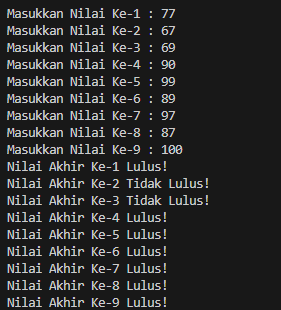 Masukkan Nilai Ke-1 : 77
Masukkan Nilai Ke-2 : 67
Masukkan Nilai Ke-3 : 69
Masukkan Nilai Ke-4 : 90
Masukkan Nilai Ke-5 : 99
Masukkan Nilai Ke-6 : 89
Masukkan Nilai Ke-7 : 97
Masukkan Nilai Ke-8 : 87
Masukkan Nilai Ke-9 : 100
Nilai Akhir Ke-1 Lulus!
Nilai Akhir Ke-2 Tidak Lulus!
Nilai Akhir Ke-3 Tidak Lulus!
Nilai Akhir Ke-4 Lulus!
Nilai Akhir Ke-5 Lulus!
Nilai Akhir Ke-6 Lulus!
Nilai Akhir Ke-7 Lulus!
Nilai Akhir Ke-8 Lulus!
Nilai Akhir Ke-9 Lulus!